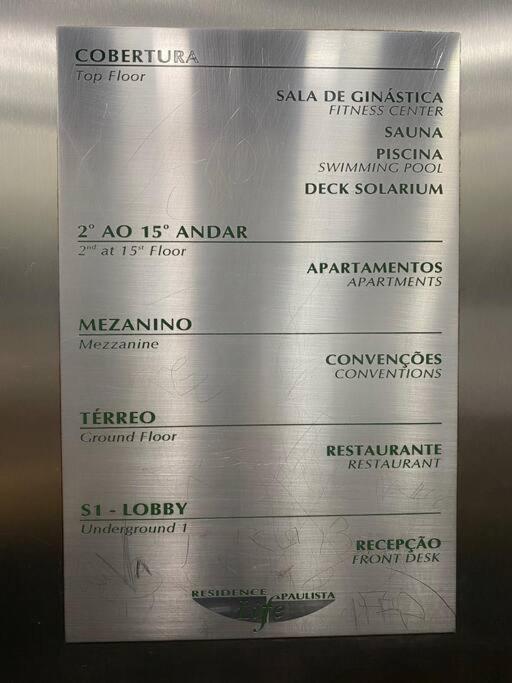 COBERTURA
Top Floor
SALA DE GINÁSTICA
FITNESS CENTER
SAUNA
PISCINA
SWIMMING POOL
DECK SOLARIUM
2º AO 15º ANDAR
2nd at 15st Floor
APARTAMENTOS
APARTMENTS
MEZANINO
Mezzanine
CONVENÇÕES
CONVENTIONS
TÉRREO
Ground Floor
RESTAURANTE
RESTAURANT
S1 - LOBBY
Underground 1
RECEPÇÃO
FRONT DESK
RESIDENCE PAULISTA
Life